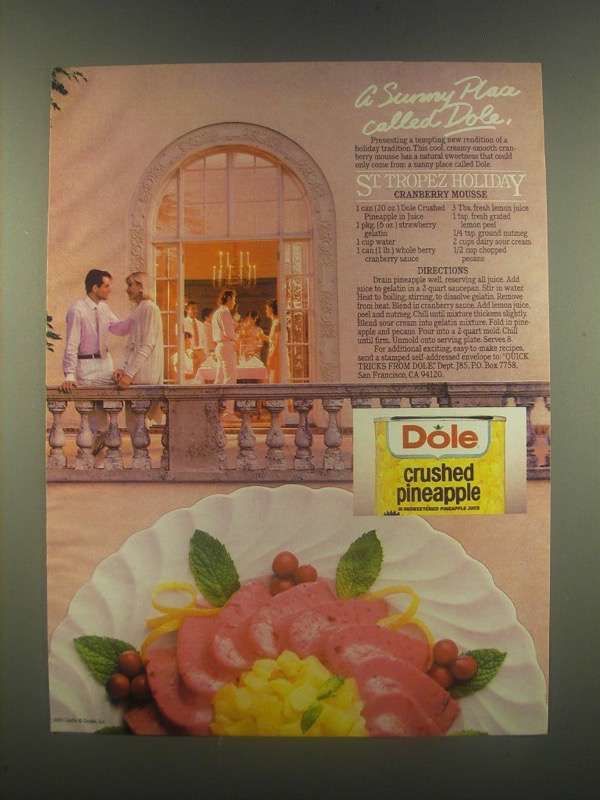 A Sunny Place
called Dole.
Presenting a tempting new rendition of a
holiday tradition. This cool, creamy-smooth cran-
berry mousse has a natural sweetness that could
only come from a sunny place called Dole.
ST. TROPEZ HOLIDAY
CRANBERRY MOUSSE
1 can (20 oz.) Dole Crushed
Pineapple in Juice
1 pkg. (6 oz.) strawberry
gelatin
1 cup water
1 can (1 lb.) whole berry
cranberry sauce
3 Tbs. fresh lemon juice
1 tsp. fresh grated
lemon peel
1/4 tsp. ground nutmeg
2 cups dairy sour cream
1/2 cup chopped
pecans
DIRECTIONS
Drain pineapple well, reserving all juice. Add
juice to gelatin in a 2-quart saucepan. Stir in water.
Heat to boiling, stirring, to dissolve gelatin. Remove
from heat. Blend in cranberry sauce. Add lemon juice,
peel and nutmeg. Chill until mixture thickens slightly.
Blend sour cream into gelatin mixture. Fold in pine-
apple and pecans. Pour into a 2-quart mold. Chill
until firm. Unmold onto serving plate. Serves 8.
For additional exciting, easy-to-make recipes,
send a stamped self-addressed envelope to: "QUICK
TRICKS FROM DOLE," Dept. J85, P.O. Box 7758,
San Francisco, CA 94120.
Dole
crushed
pineapple
IN UNSWEETENED PINEAPPLE JUICE